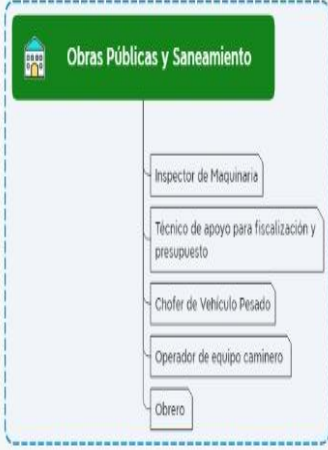 Obras Públicas y Saneamiento
Inspector de Maquinaria
Técnico de apoyo para fiscalización y
presupuesto
Chofer de Vehículo Pesado
Operador de equipo caminero
Obrero